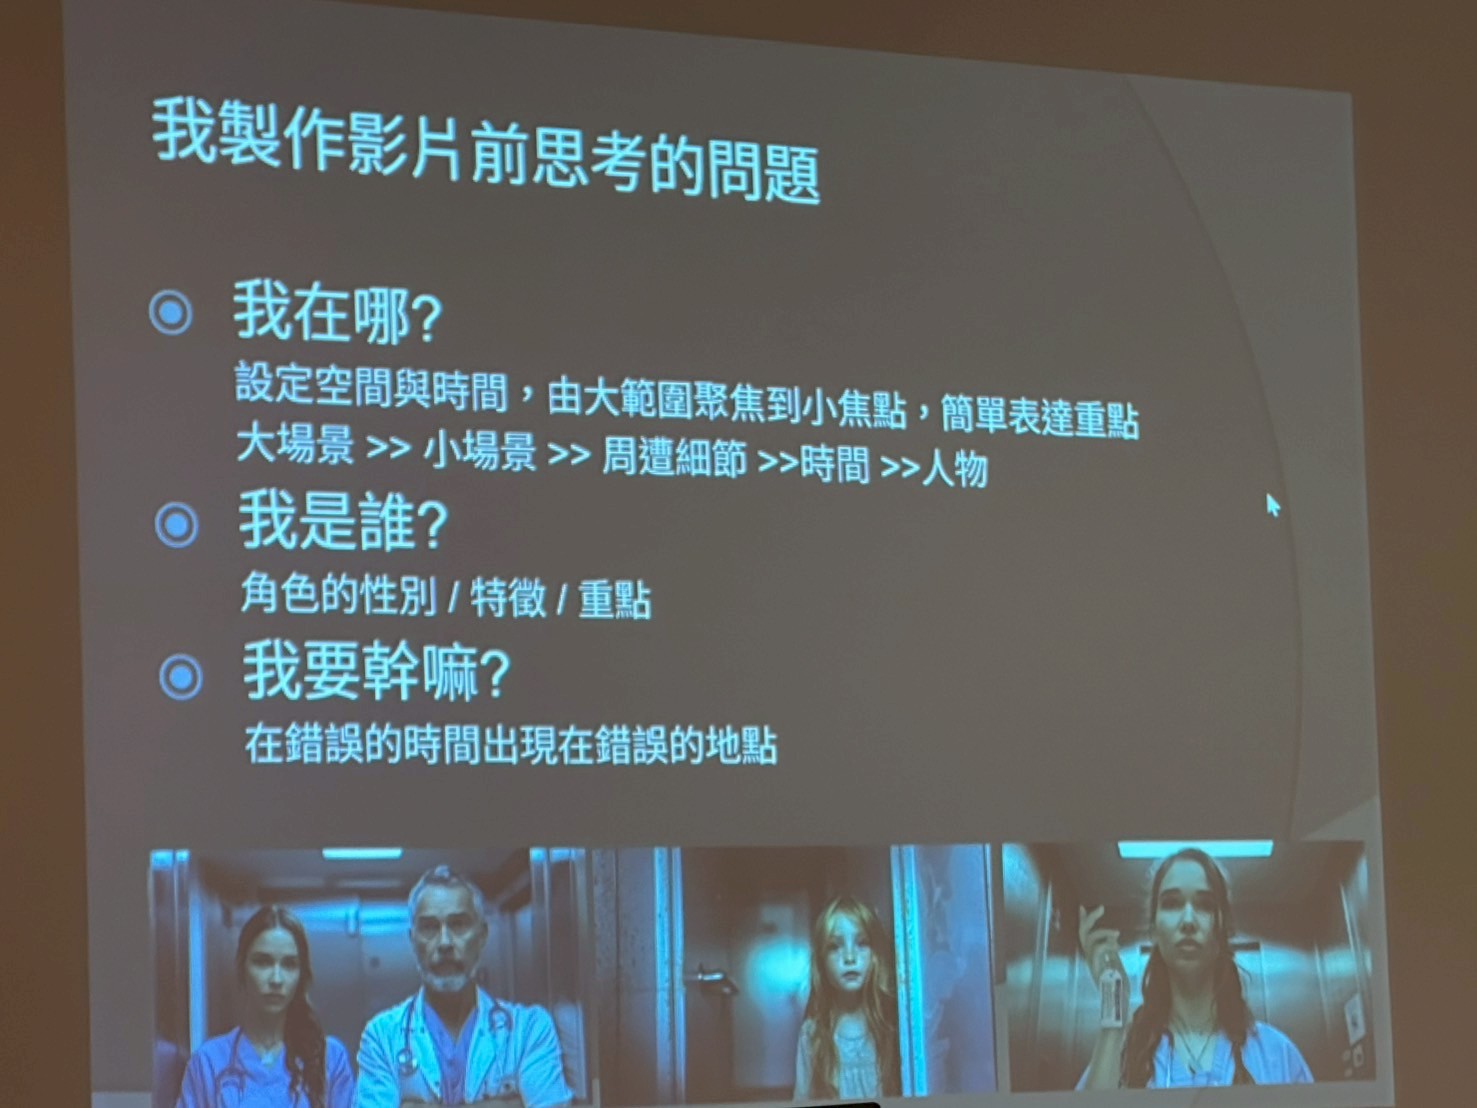 我製作影片前思考的問題
我在哪?
設定空間與時間，由大範圍聚焦到小焦點，簡單表達重點
大場景 >> 小場景 >> 周遭細節 >>時間 >>人物
我是誰?
角色的性別 / 特徵 / 重點
我要幹嘛?
在錯誤的時間出現在錯誤的地點